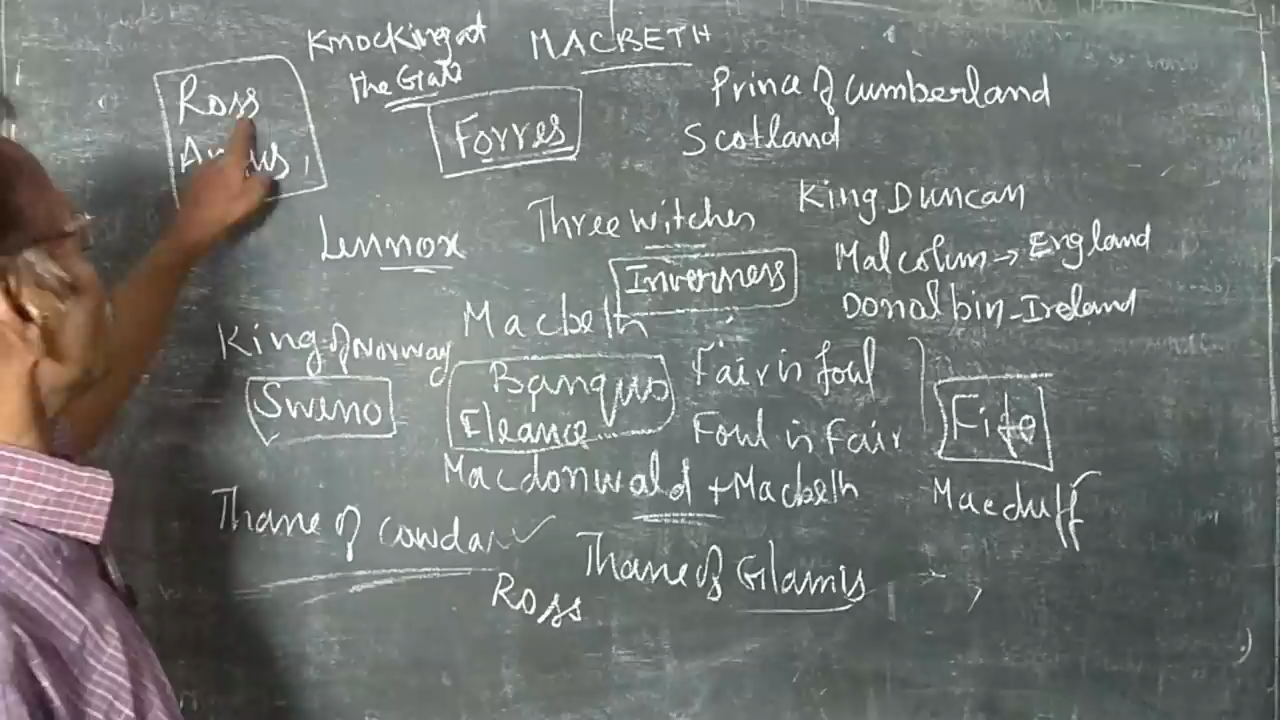 Knocking at
the Gate
MACBETH
Ross
Angus,
Forres
Prince of Cumberland
Scotland
Lennox
Three witches
King Duncan
Inverness
Malcolum → England
Donalbin - Ireland
Macbeth
King of Norway
Sweno
Banquo
Fleance
Fair is foul
Foul is Fair
Fife
Macdonwald + Macbeth
Macduff
Thane of Cowdar
Thane of Glamis
Ross